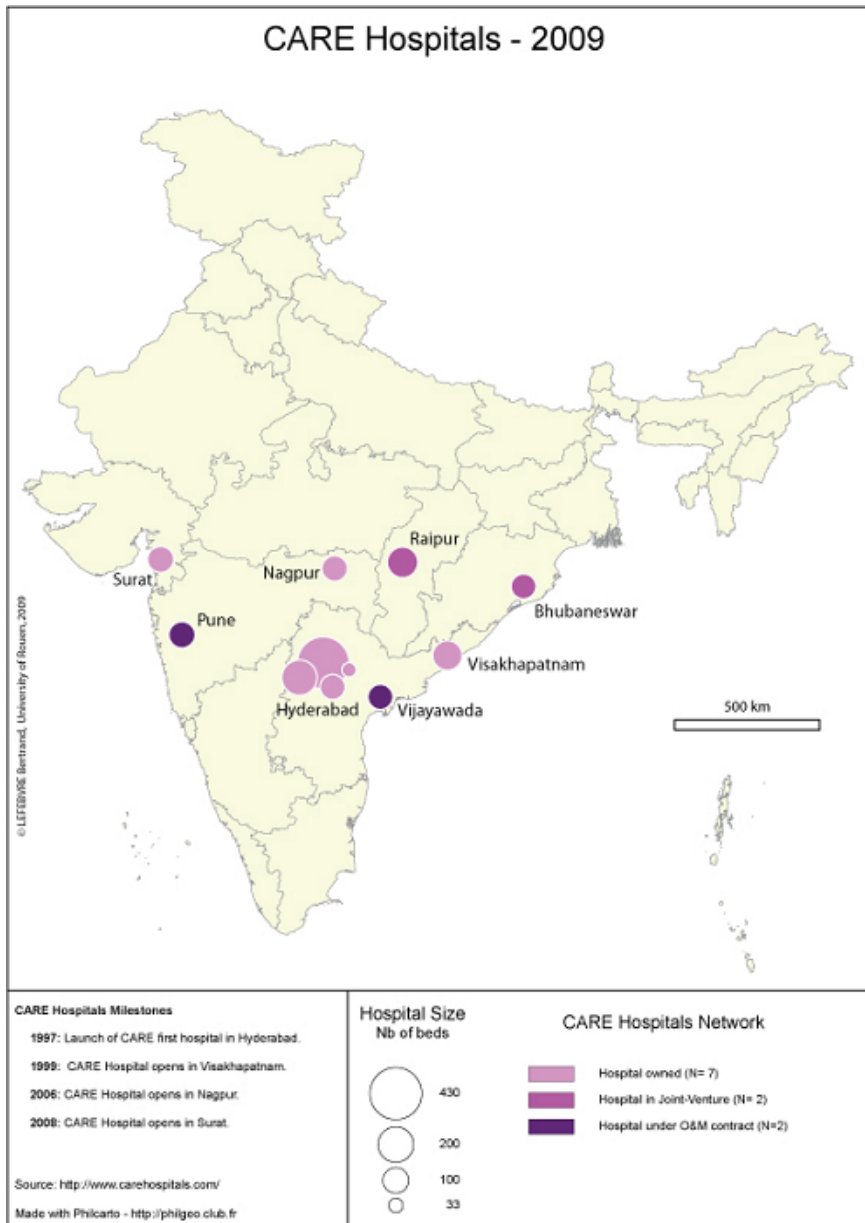 CARE Hospitals - 2009
Raipur
Nagpur
Surat
Bhubaneswar
Pune
Visakhapatnam
Hyderabad
Vijayawada
500 km
© LEFEBVRE Bertrand, University of Rouen, 2009
CARE Hospitals Milestones
1997: Launch of CARE first hospital in Hyderabad.
1999: CARE Hospital opens in Visakhapatnam.
2006: CARE Hospital opens in Nagpur.
2008: CARE Hospital opens in Surat.
Source: http://www.carehospitals.com/
Made with Philcarto - http://philgeo.club.fr
Hospital Size
Nb of beds
430
200
100
33
CARE Hospitals Network
Hospital owned (N= 7)
Hospital in Joint-Venture (N= 2)
Hospital under O&M contract (N=2)